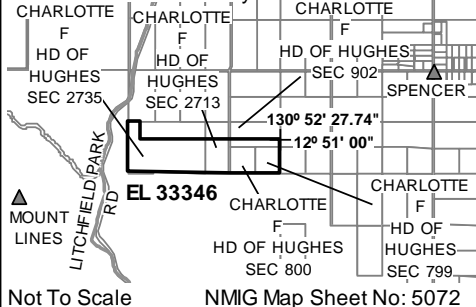 CHARLOTTE
F
HD OF
HUGHES
SEC 2735
CHARLOTTE
F
HD OF
HUGHES
SEC 2713
CHARLOTTE
F
HD OF HUGHES
SEC 902
SPENCER
130º 52' 27.74"
12º 51' 00"
EL 33346
LITCHFIELD PARK
RD
MOUNT
LINES
CHARLOTTE
F
HD OF HUGHES
SEC 800
CHARLOTTE
F
HD OF
HUGHES
SEC 799
Not To Scale
NMIG Map Sheet No: 5072